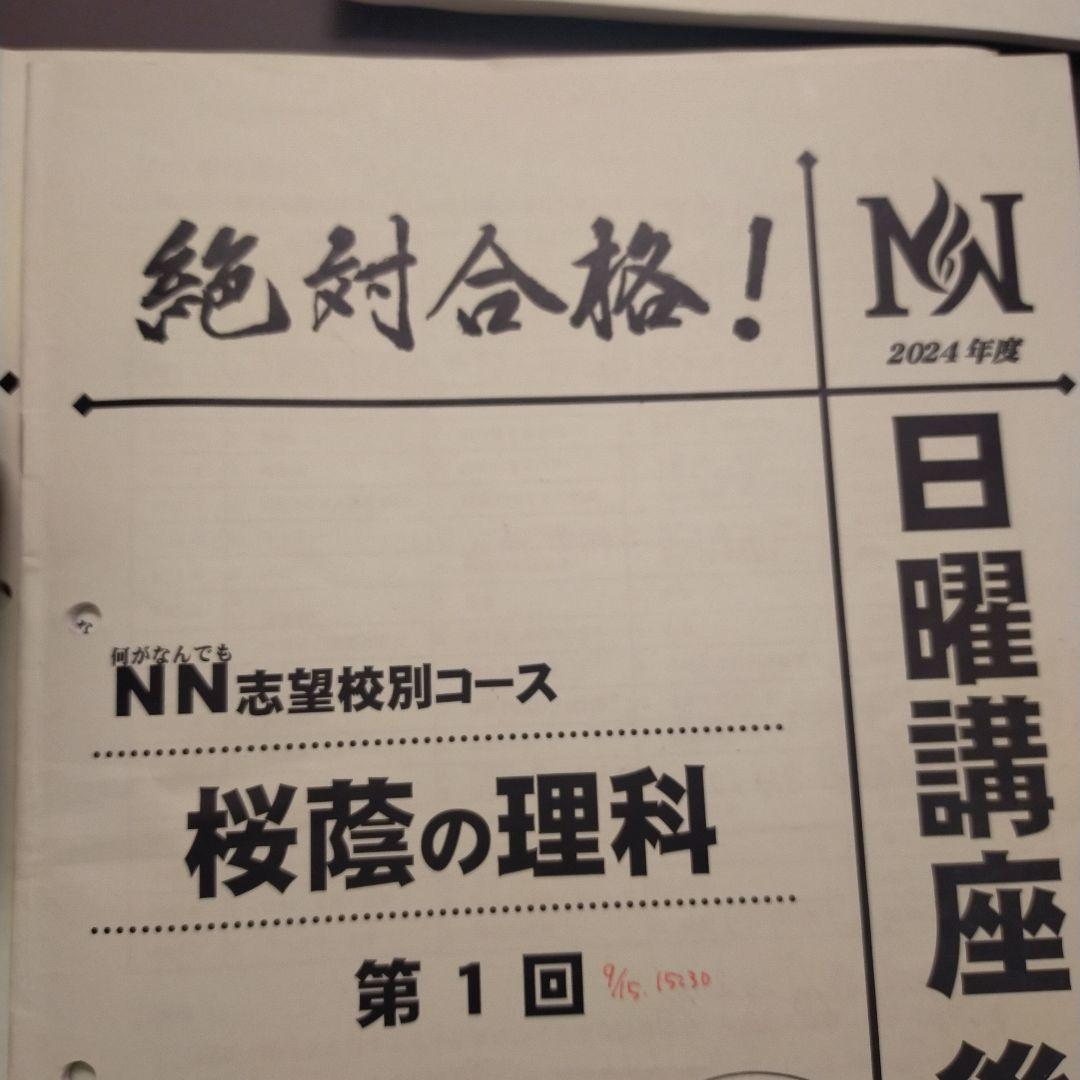 絶対合格！
NN
2024年度
日曜講座
何がなんでも
NN志望校別コース
桜蔭の理科
第1回
9/15. 15:30